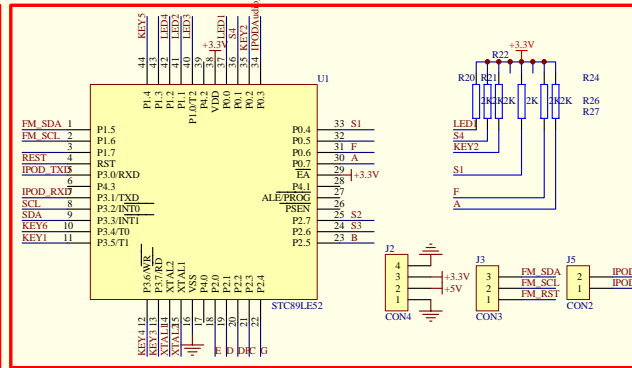 KEY5 LED4 LED2 LED3 +3.3V LED1 S4 KEY2 IPODAudio
44 43 42 41 40 39 38 37 36 35 34
U1
P1.4 P1.3 P1.2 P1.1 P1.0/T2 P4.2 VDD P0.0 P0.1 P0.2 P0.3
FM_SDA 1 P1.5
FM_SCL 2 P1.6
3 P1.7
REST 4 RST
IPOD_TXD 5 P3.0/RXD
6 P4.3
IPOD_RXD 7 P3.1/TXD
SCL 8 P3.2/INT0
SDA 9 P3.3/INT1
KEY6 10 P3.4/T0
KEY1 11 P3.5/T1
P0.4 33 S1
P0.5 32
P0.6 31 F
P0.7 30 A
EA 29 +3.3V
P4.1 28
ALE/PROG 27
PSEN 26
P2.7 25 S2
P2.6 24 S3
P2.5 23 B
P3.6/WR P3.7/RD XTAL2 XTAL1 VSS P4.0 P2.0 P2.1 P2.2 P2.3 P2.4
STC89LE52
12 13 14 15 16 17 18 19 20 21 22
KEY4 KEY3 XTAL1 XTAL2 E D DP C G
+3.3V
R22
R20 R21 R24
2K 2K 2K 2K 2K 2K
R26
R27
LED1
S4
KEY2
S1
F
A
J2
4
3 +3.3V
2 +5V
1
CON4
J3
3 FM_SDA
2 FM_SCL
1 FM_RST
CON3
J5
2 IPOD
1 IPOD
CON2